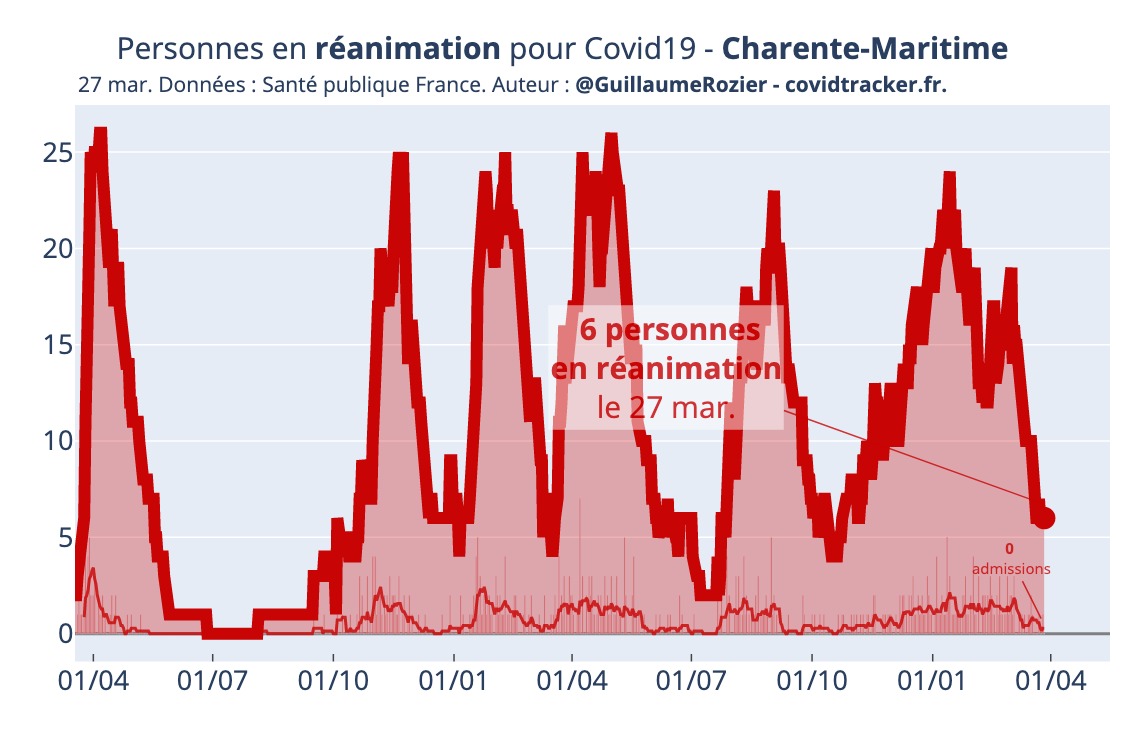 Personnes en réanimation pour Covid19 - Charente-Maritime
27 mar. Données : Santé publique France. Auteur : @GuillaumeRozier - covidtracker.fr.
25
20
15
10
5
0
6 personnes
en réanimation
le 27 mar.
0
admissions
01/04 01/07 01/10 01/01 01/04 01/07 01/10 01/01 01/04